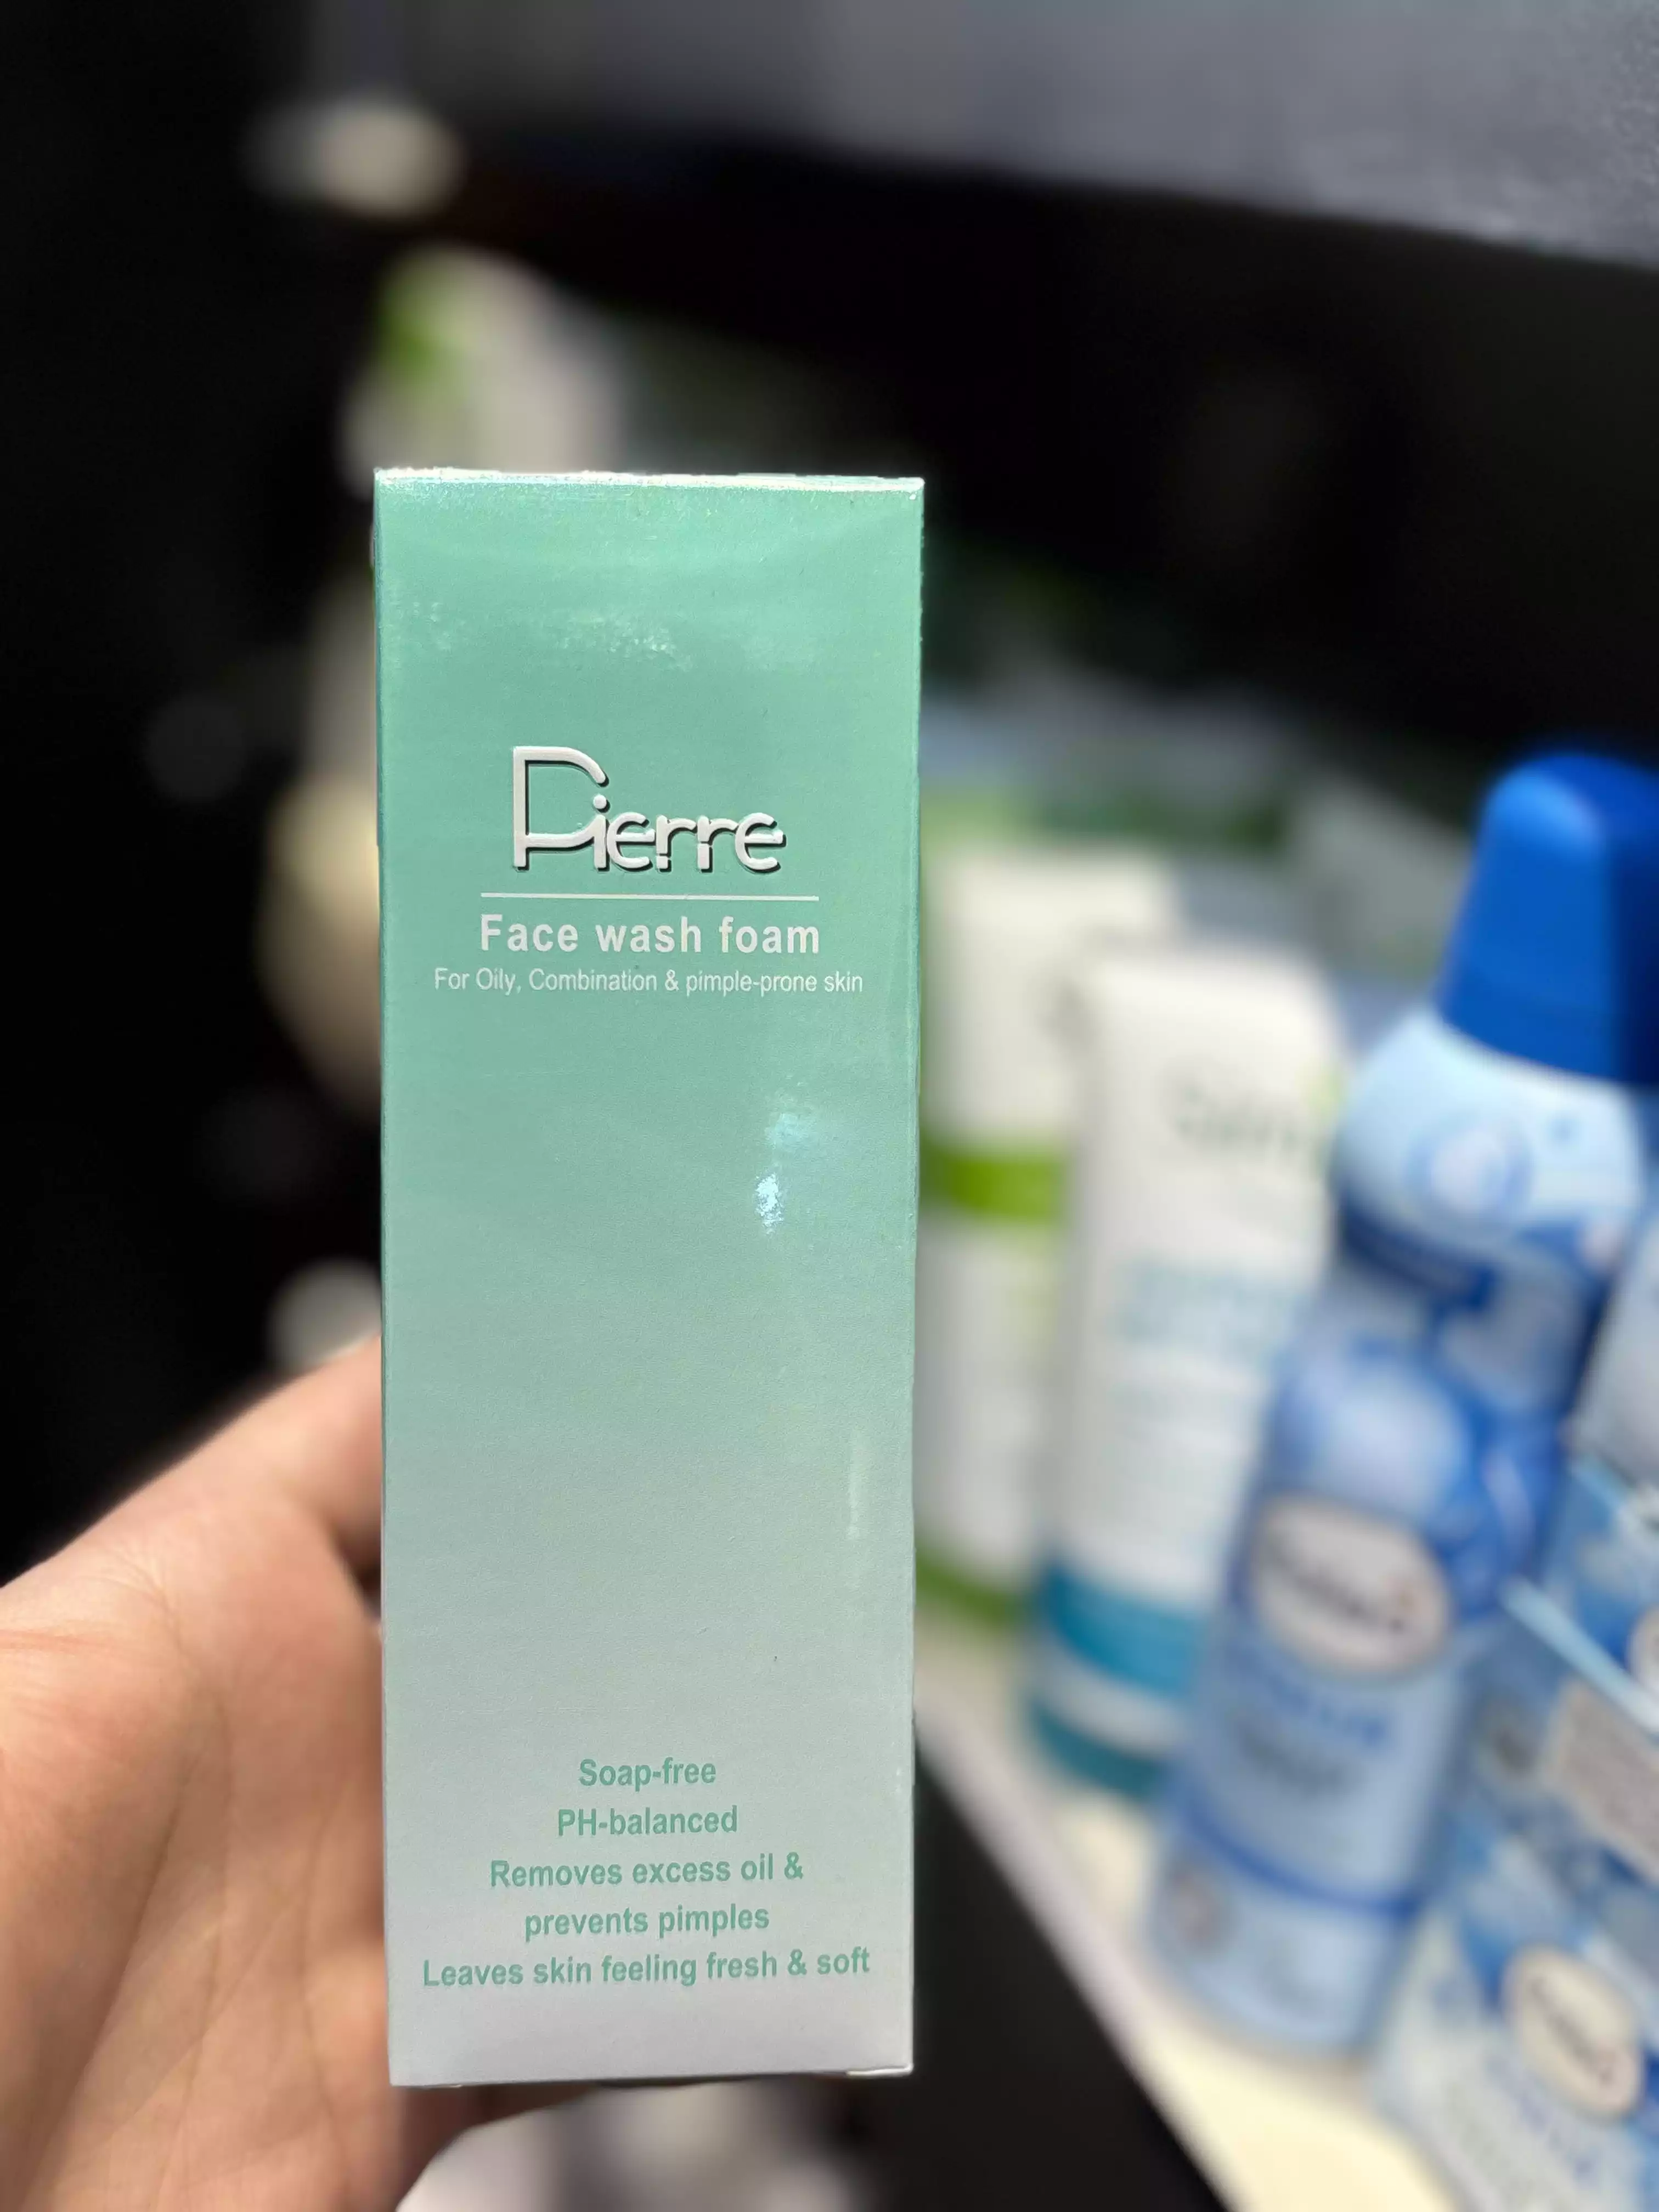 Pierre
Face wash foam
For Oily, Combination & pimple-prone skin
Soap-free
PH-balanced
Removes excess oil &
prevents pimples
Leaves skin feeling fresh & soft